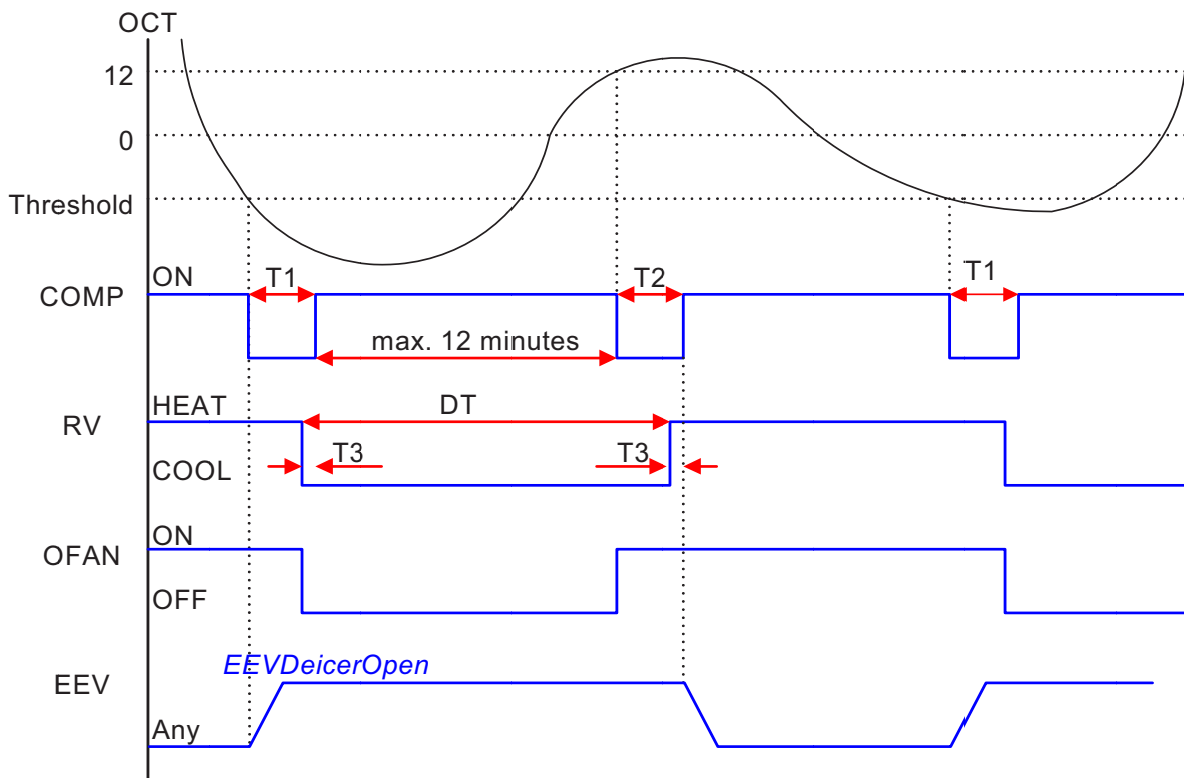 OCT
12
0
Threshold
ON
T1
T2
T1
COMP
max. 12 minutes
HEAT
DT
RV
T3
T3
COOL
ON
OFAN
OFF
EEVDeicerOpen
EEV
Any